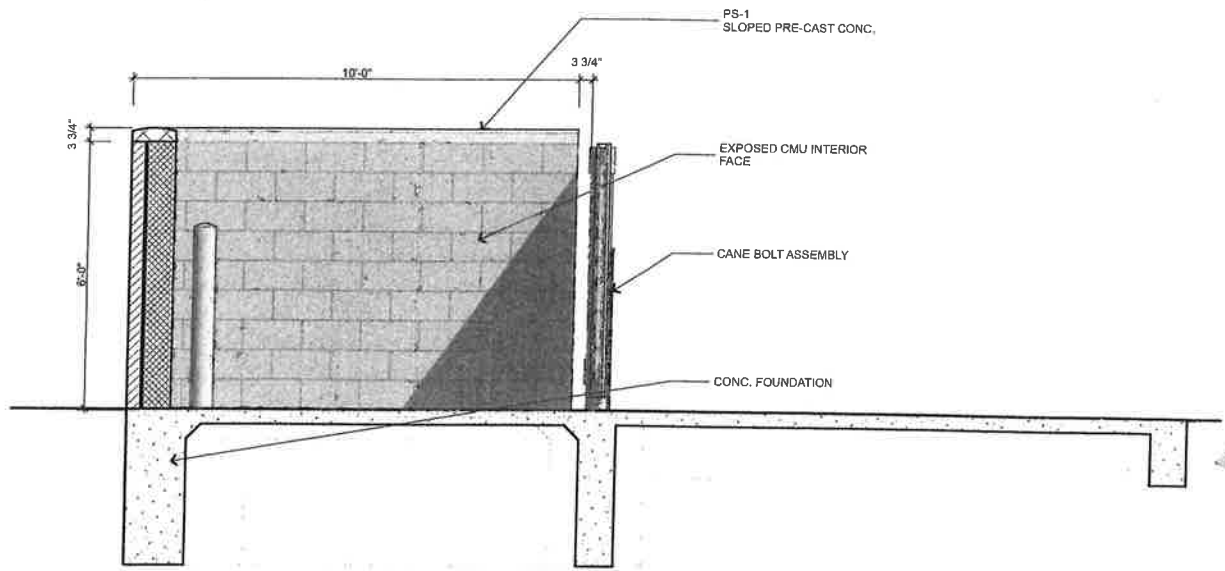 PS-1
SLOPED PRE-CAST CONC,
3 3/4"
10'-0"
3 3/4"
EXPOSED CMU INTERIOR
FACE
CANE BOLT ASSEMBLY
6'-0"
CONC. FOUNDATION